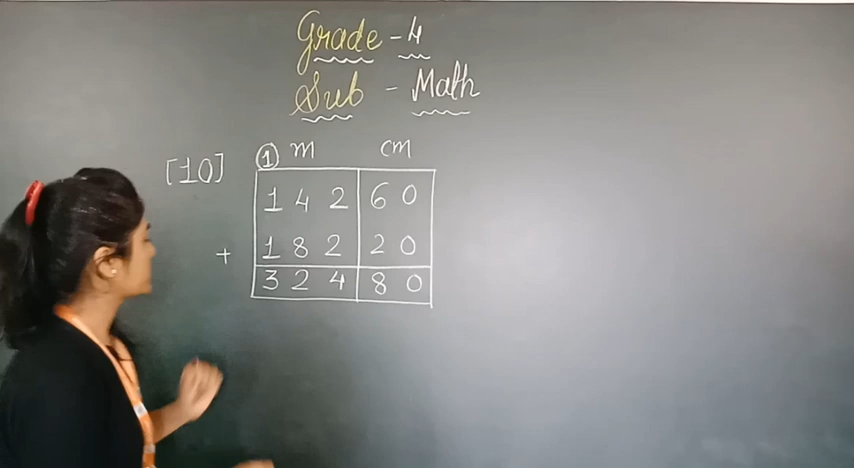 Grade - 4
Sub - Math
[10] ① m cm
1 4 2 6 0
+ 1 8 2 2 0
3 2 4 8 0